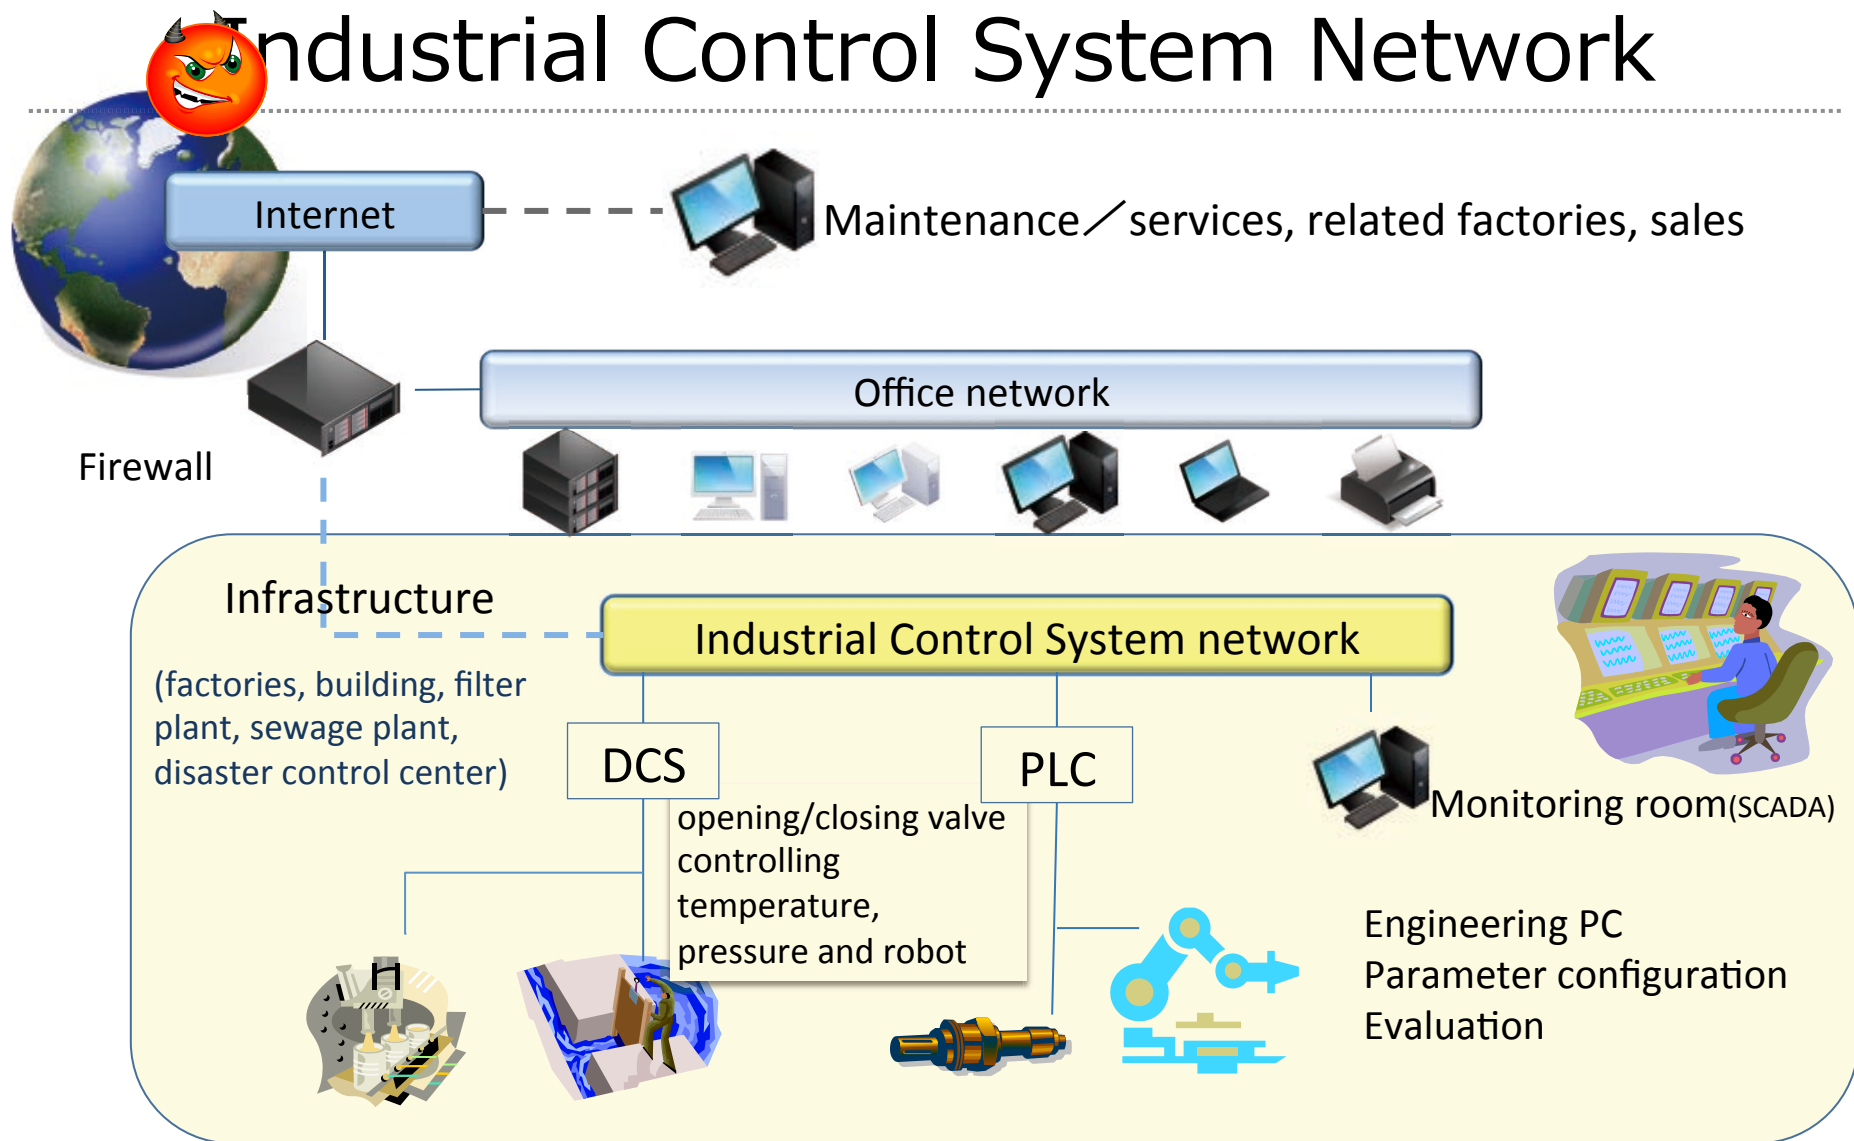 Industrial Control System Network
Internet
Maintenance／services, related factories, sales
Office network
Firewall
Infrastructure
Industrial Control System network
(factories, building, filter
plant, sewage plant,
disaster control center)
DCS
PLC
opening/closing valve
controlling
temperature,
pressure and robot
Monitoring room(SCADA)
Engineering PC
Parameter configuration
Evaluation